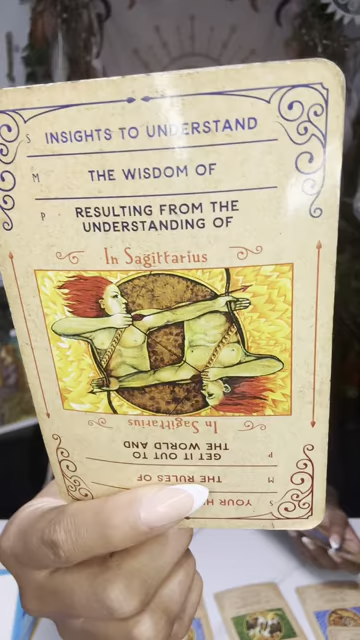 S INSIGHTS TO UNDERSTAND
M THE WISDOM OF
P RESULTING FROM THE
UNDERSTANDING OF
In Sagittarius
In Sagittarius
P GET IT OUT TO
THE WORLD AND
M THE RULES OF
S YOUR